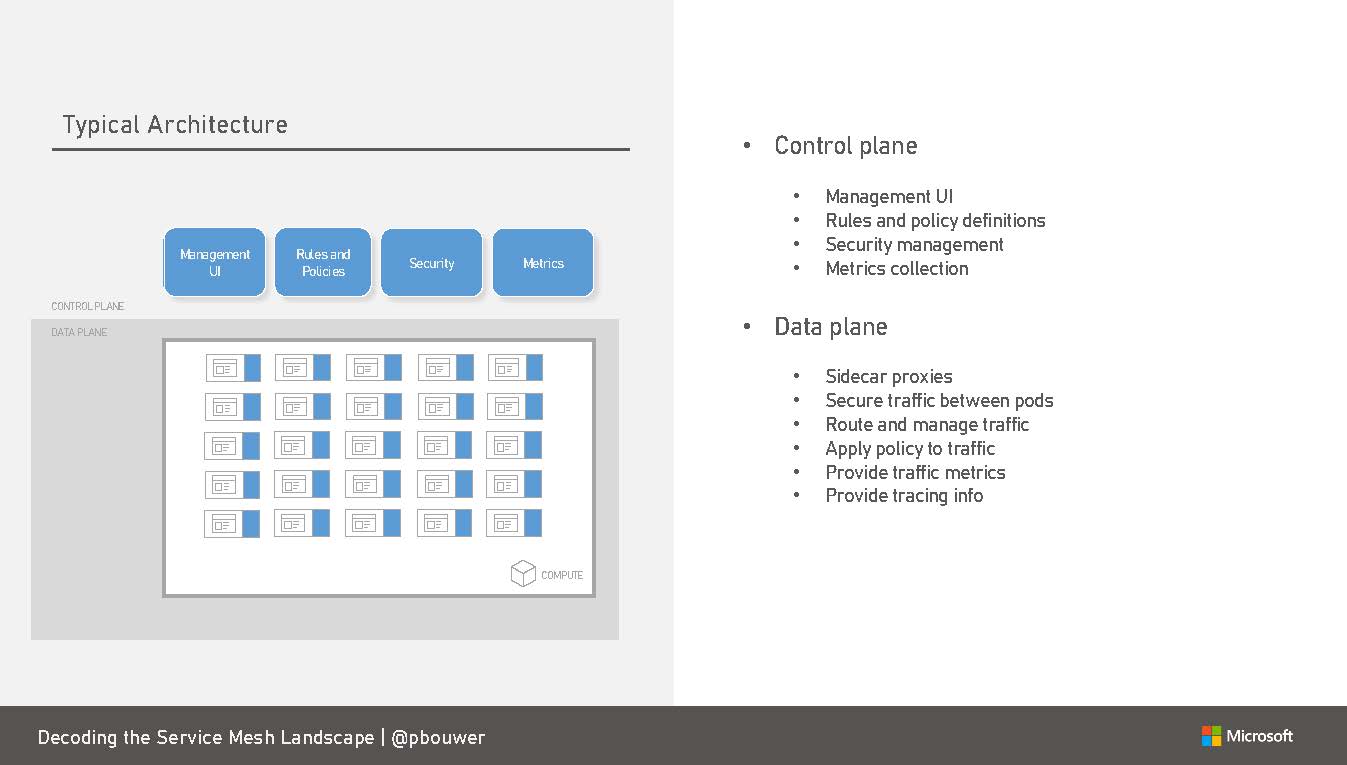 Typical Architecture
Management
UI
Rules and
Policies
Security
Metrics
CONTROL PLANE
DATA PLANE
COMPUTE
• Control plane
• Management UI
• Rules and policy definitions
• Security management
• Metrics collection
• Data plane
• Sidecar proxies
• Secure traffic between pods
• Route and manage traffic
• Apply policy to traffic
• Provide traffic metrics
• Provide tracing info
Decoding the Service Mesh Landscape | @pbouwer
Microsoft